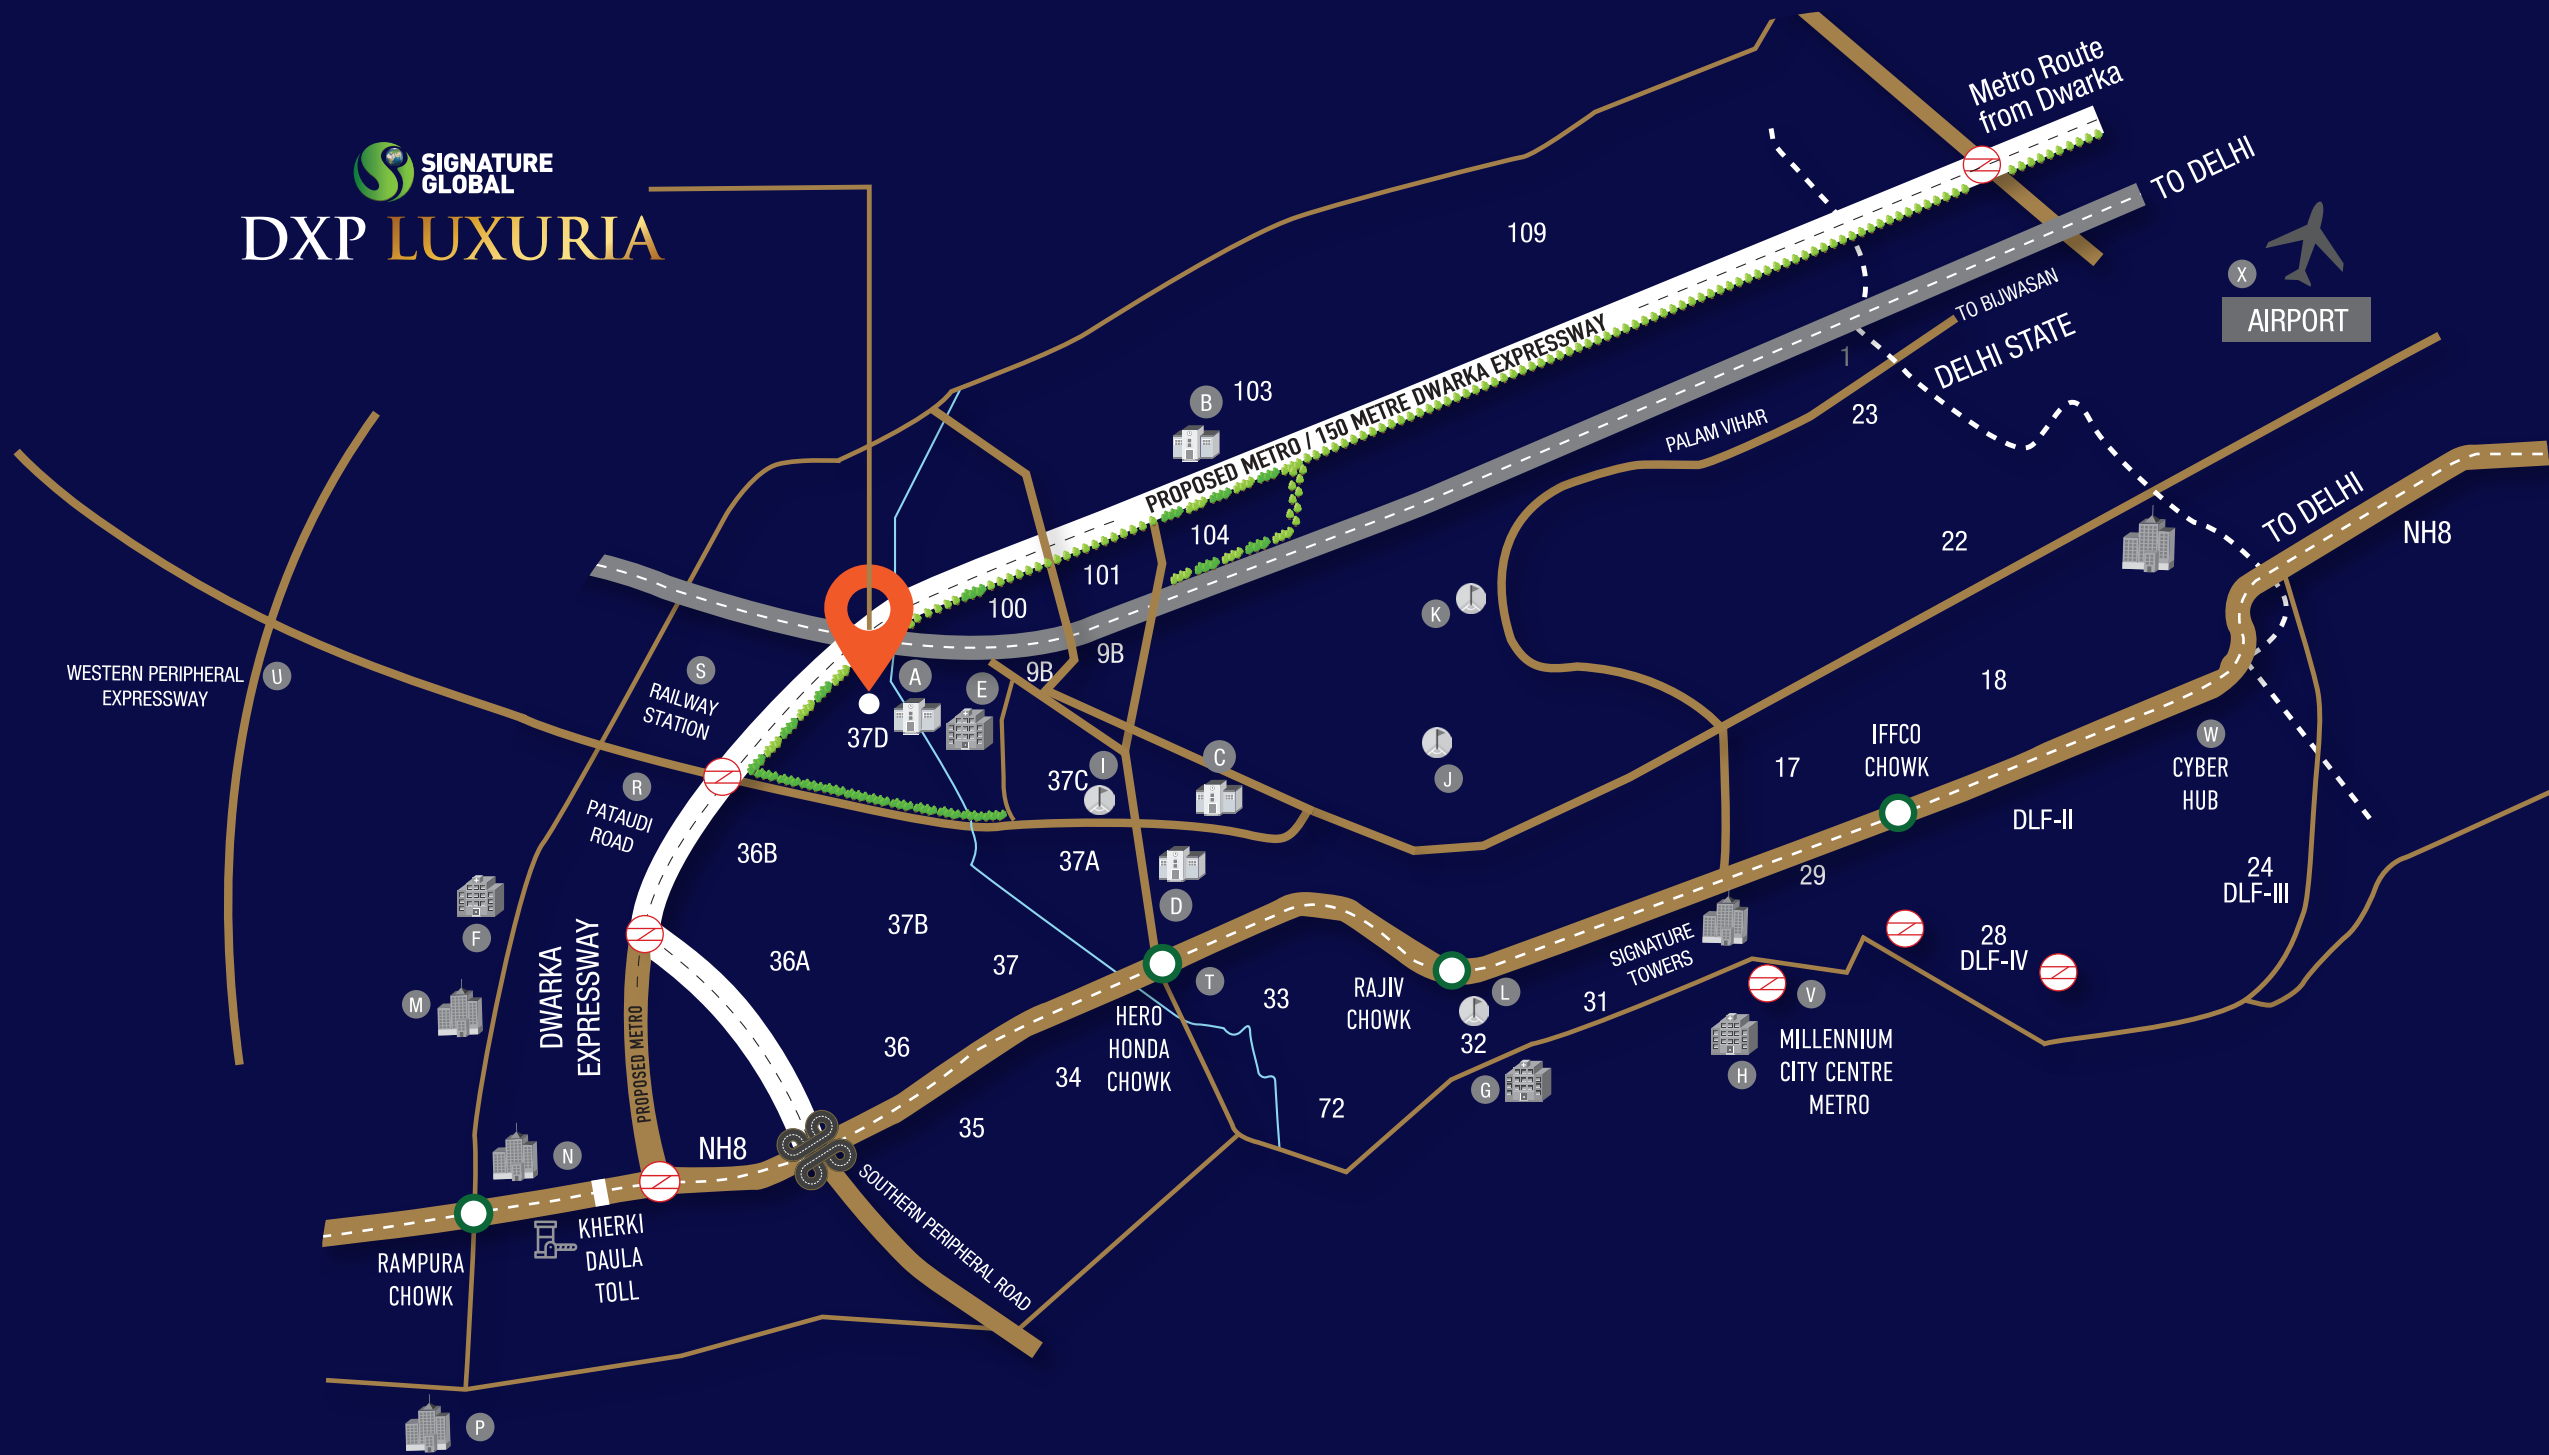 SIGNATURE
GLOBAL
DXP LUXURIA
Metro Route
from Dwarka
TO DELHI
X
AIRPORT
109
TO BIJWASAN
DELHI STATE
1
PROPOSED METRO / 150 METRE DWARKA EXPRESSWAY
B
103
PALAM VIHAR
23
104
101
100
22
TO DELHI
NH8
K
9B
9B
WESTERN PERIPHERAL
EXPRESSWAY
U
S
RAILWAY
STATION
A
E
37D
18
IFFCO
CHOWK
W
CYBER
HUB
17
R
PATAUDI
ROAD
37C
I
C
J
DLF-II
36B
37A
29
24
DLF-III
D
F
37B
36A
37
SIGNATURE
TOWERS
28
DLF-IV
DWARKA
EXPRESSWAY
M
T
33
RAJIV
CHOWK
L
31
V
32
PROPOSED METRO
HERO
HONDA
CHOWK
36
34
MILLENNIUM
CITY CENTRE
METRO
G
H
72
35
NH8
N
SOUTHERN PERIPHERAL ROAD
KHERKI
DAULA
TOLL
RAMPURA
CHOWK
P